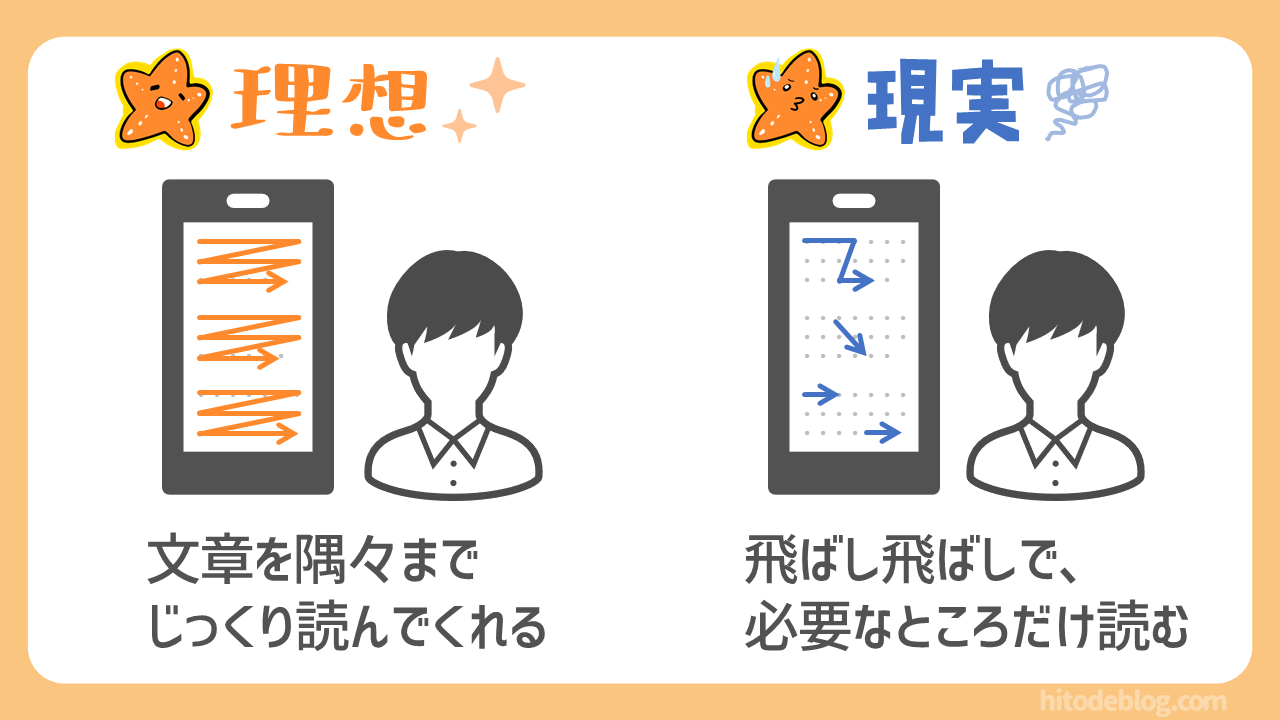 理想
現実
文章を隅々まで
じっくり読んでくれる
飛ばし飛ばしで、
必要なところだけ読む
hitodeblog.com